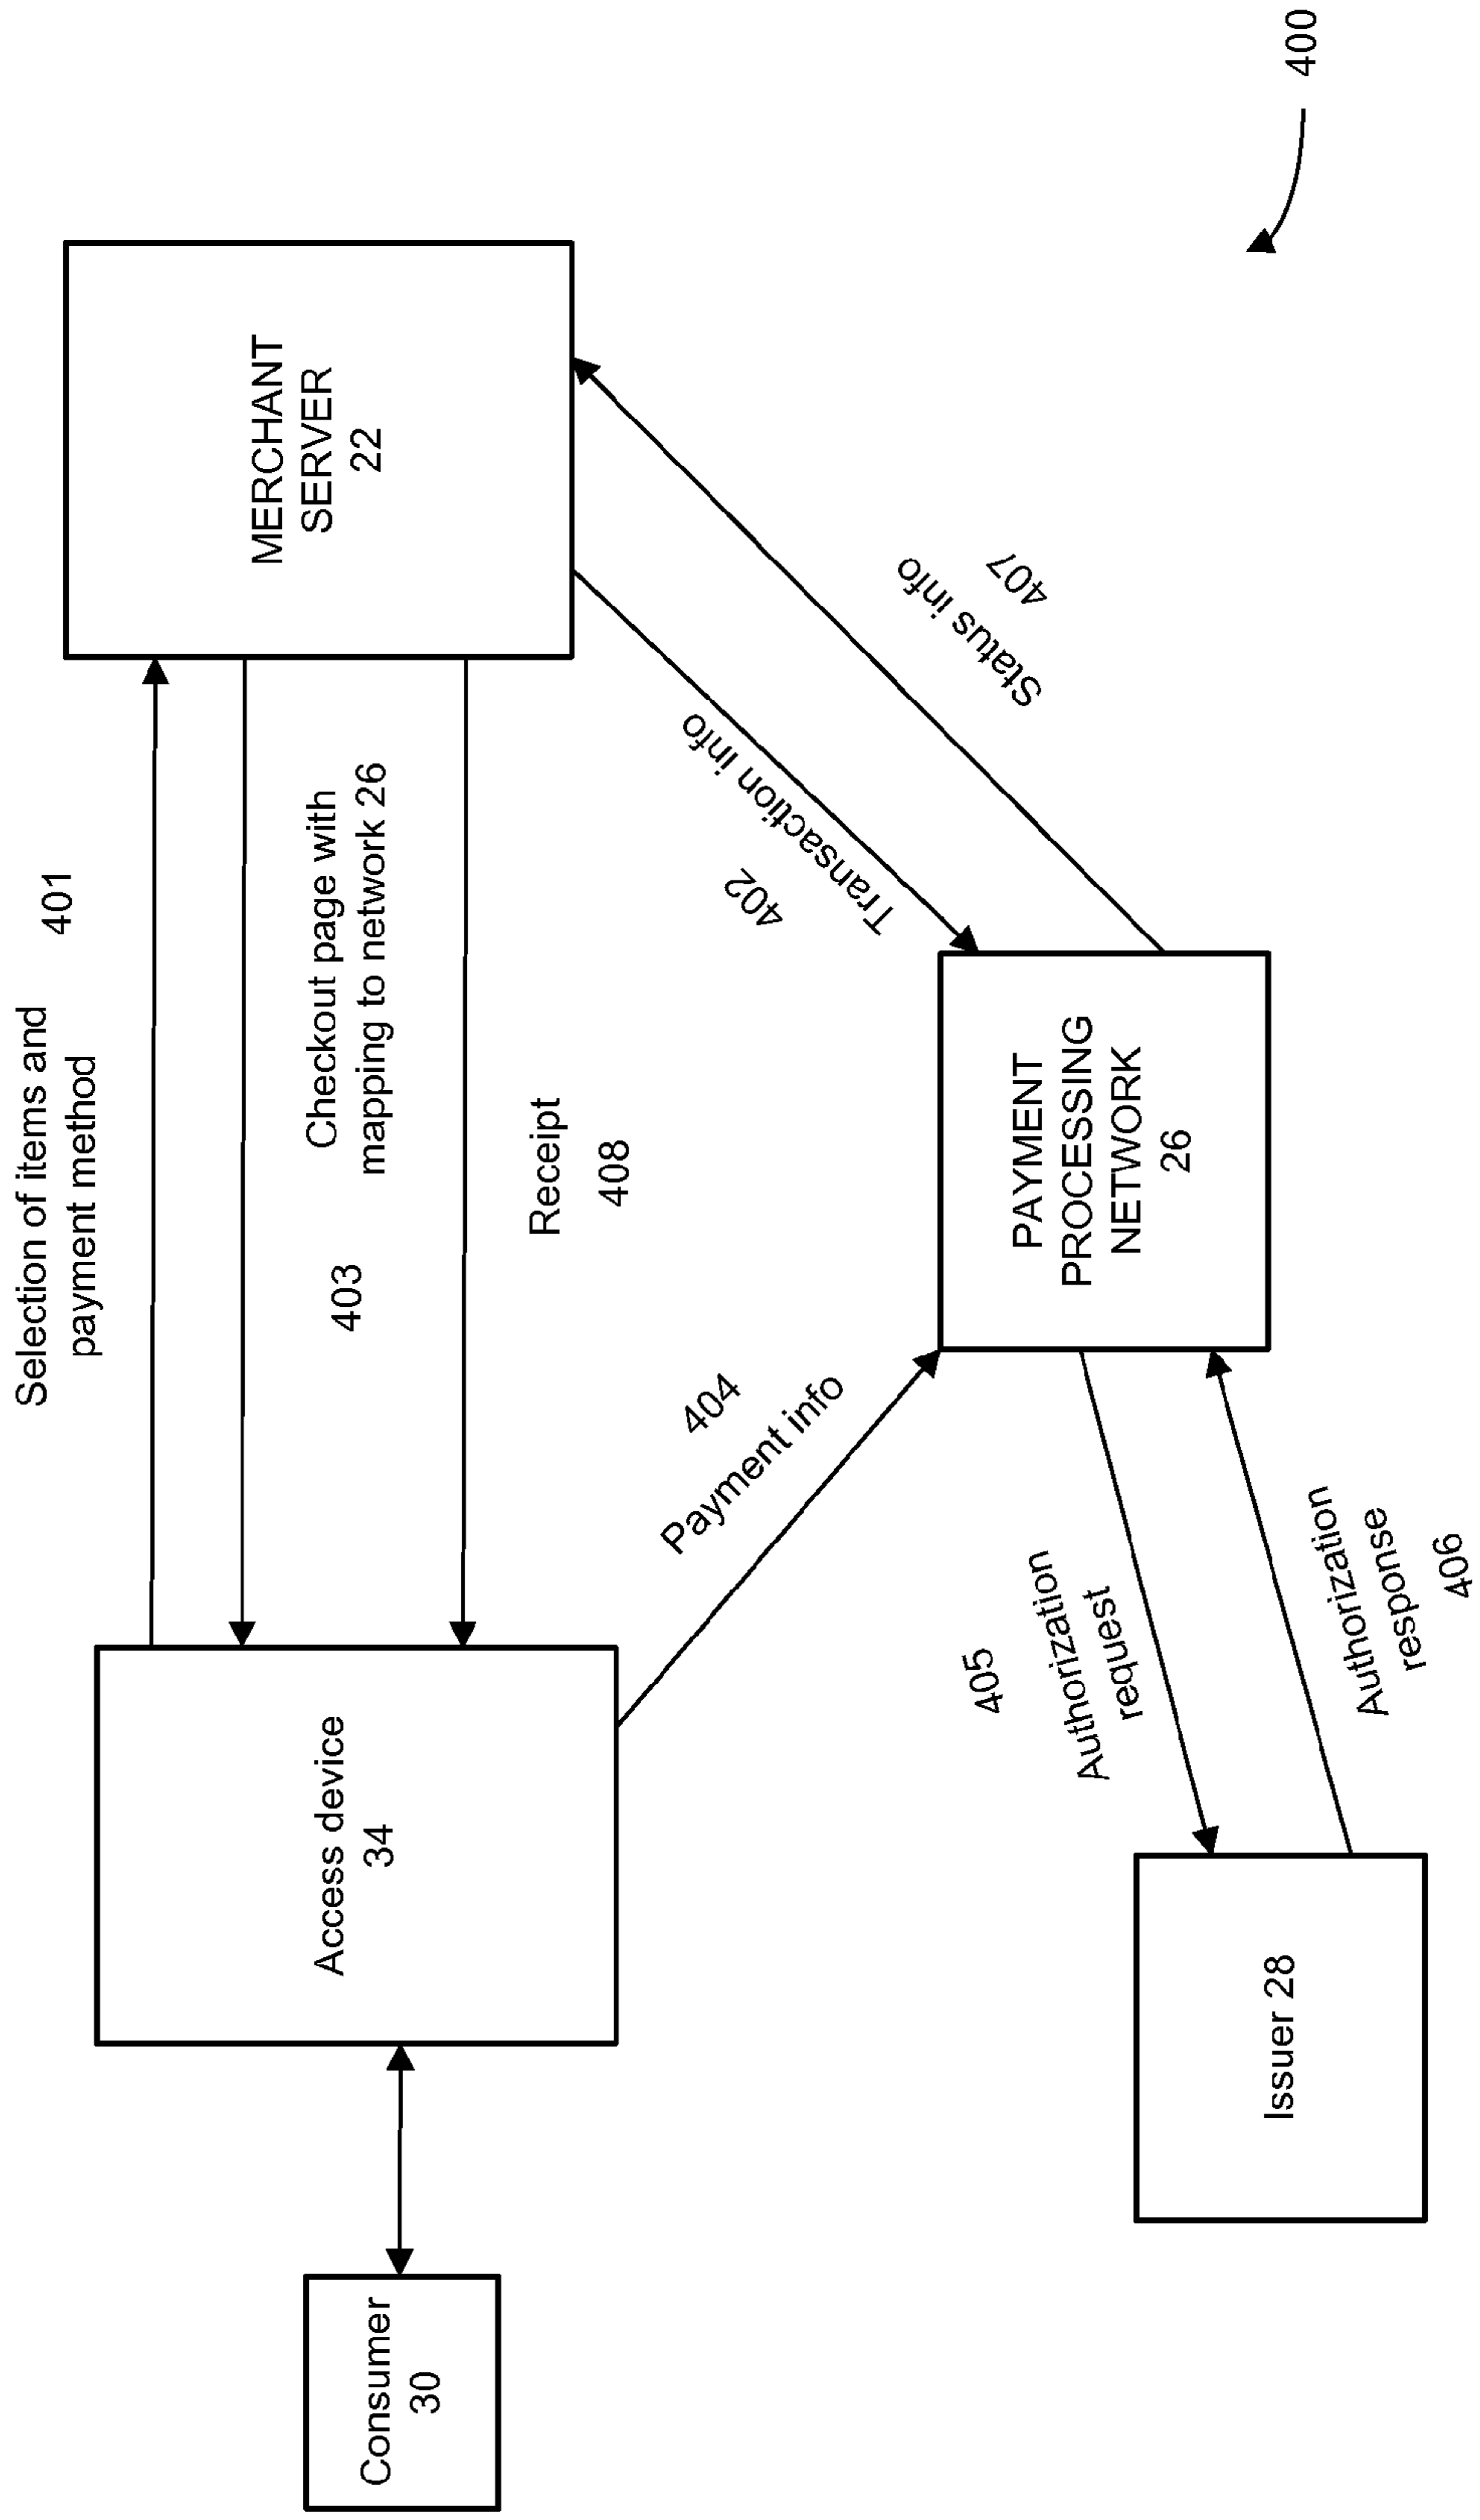 Selection of items and
payment method
401
Checkout page with
mapping to network 26
403
Receipt
408
Consumer
30
Access device
34
MERCHANT
SERVER
22
404
Payment info
402
Transaction info
Status info
407
PAYMENT
PROCESSING
NETWORK
26
405
Authorization
request
Authorization
response
406
Issuer 28
400